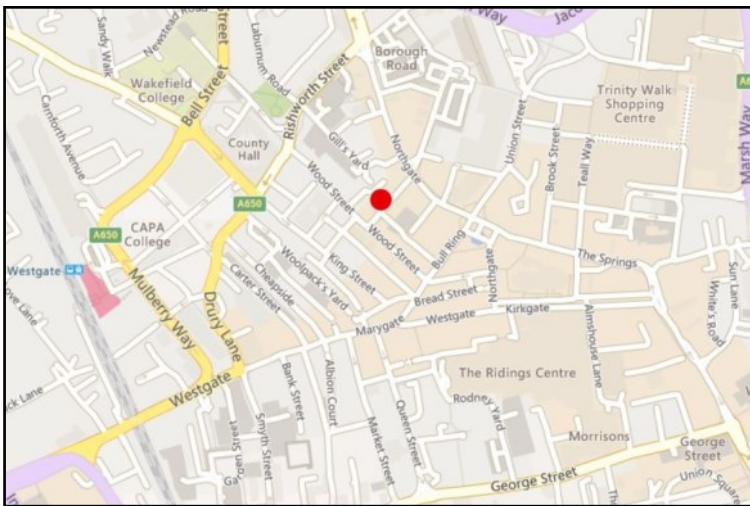 Newstead Road
Street
Sandy Walk
Laburnum Road
Borough
Road
Way
Wakefield
College
Bell Street
Rishworth Street
Trinity Walk
Shopping
Centre
Carnforth Avenue
County
Hall
Gill's Yard
Northgate
Union Street
Brook Street
Teall Way
Marsh Way
Wood Street
A650
A650
CAPA
College
Westgate
Wood Street
Bull Ring
Northgate
The Springs
Woolpack's Yard
King Street
Cheapside
Carter Street
Bread Street
Marygate
Westgate
Kirkgate
Almshouse Lane
Sun Lane
White's Road
Mulberry Way
Drury Lane
Westgate
Bank Street
Albion Court
The Ridings Centre
Rodney Yard
Queen Street
Market Street
Smyth Street
Morrisons
George
Street
George Street
Union Square